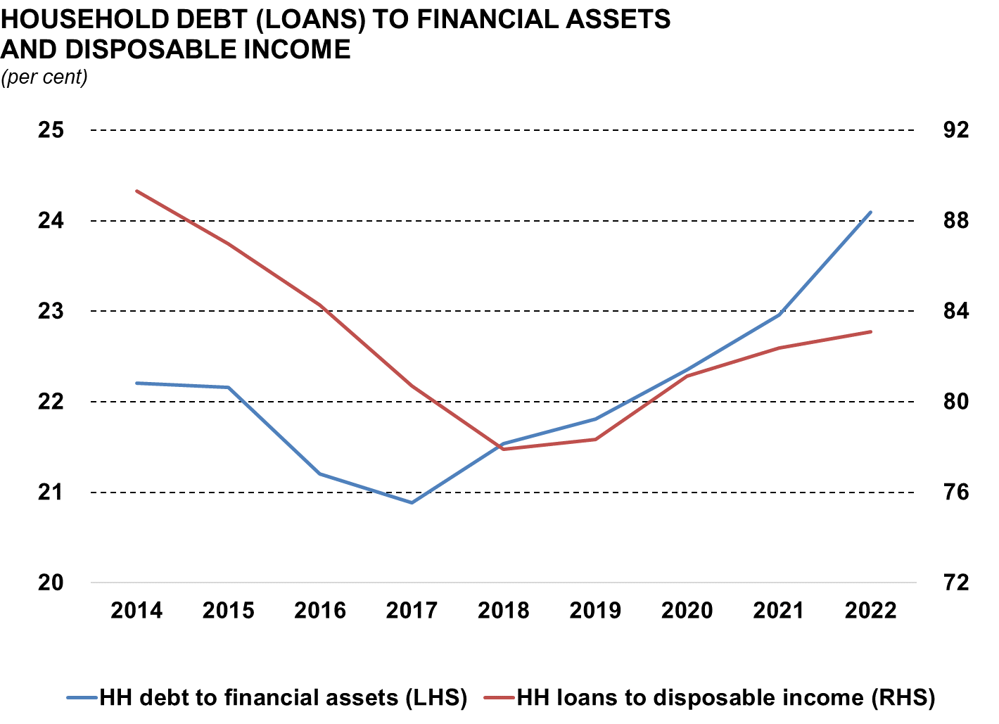 HOUSEHOLD DEBT (LOANS) TO FINANCIAL ASSETS
AND DISPOSABLE INCOME
(per cent)
25 92
24 88
23 84
22 80
21 76
20 72
2014 2015 2016 2017 2018 2019 2020 2021 2022
HH debt to financial assets (LHS) HH loans to disposable income (RHS)